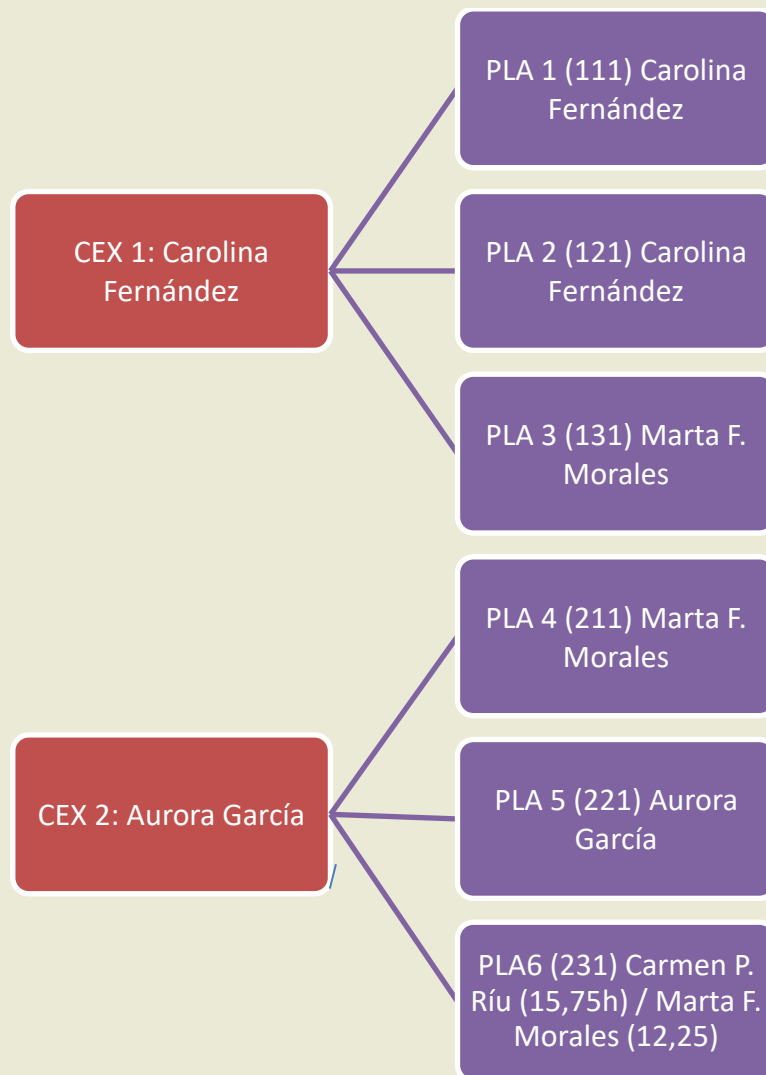 PLA 1 (111) Carolina
Fernández
CEX 1: Carolina
Fernández
PLA 2 (121) Carolina
Fernández
PLA 3 (131) Marta F.
Morales
PLA 4 (211) Marta F.
Morales
CEX 2: Aurora García
PLA 5 (221) Aurora
García
PLA6 (231) Carmen P.
Ríu (15,75h) / Marta F.
Morales (12,25)